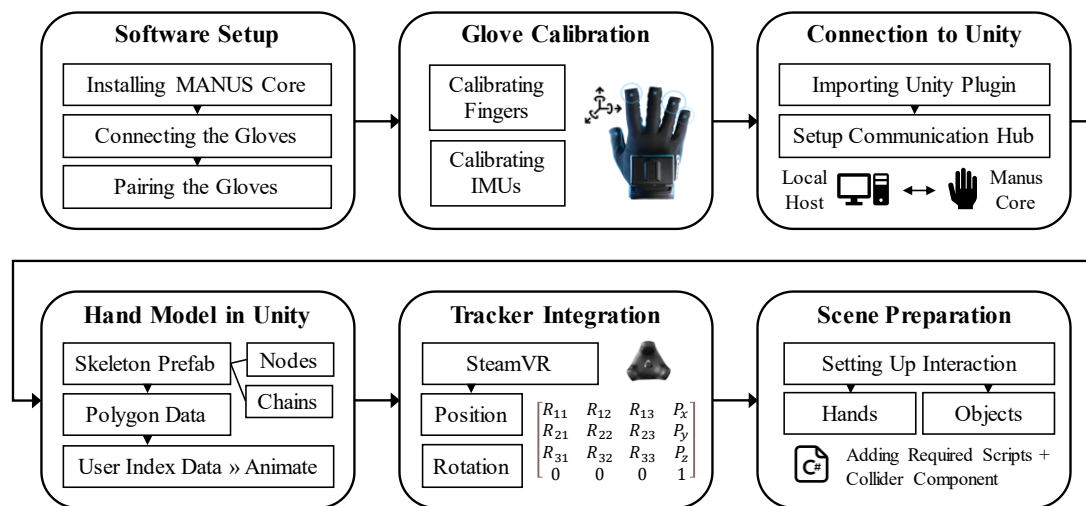 Software Setup
Installing MANUS Core
Connecting the Gloves
Pairing the Gloves
Glove Calibration
Calibrating
Fingers
Calibrating
IMUs
Connection to Unity
Importing Unity Plugin
Setup Communication Hub
Local
Host
Manus
Core
Hand Model in Unity
Skeleton Prefab
Nodes
Chains
Polygon Data
User Index Data » Animate
Tracker Integration
SteamVR
Position
Rotation
R₁₁ R₁₂ R₁₃ Pₓ
R₂₁ R₂₂ R₂₃ P_y
R₃₁ R₃₂ R₃₃ P_z
0 0 0 1
Scene Preparation
Setting Up Interaction
Hands
Objects
C#
Adding Required Scripts +
Collider Component